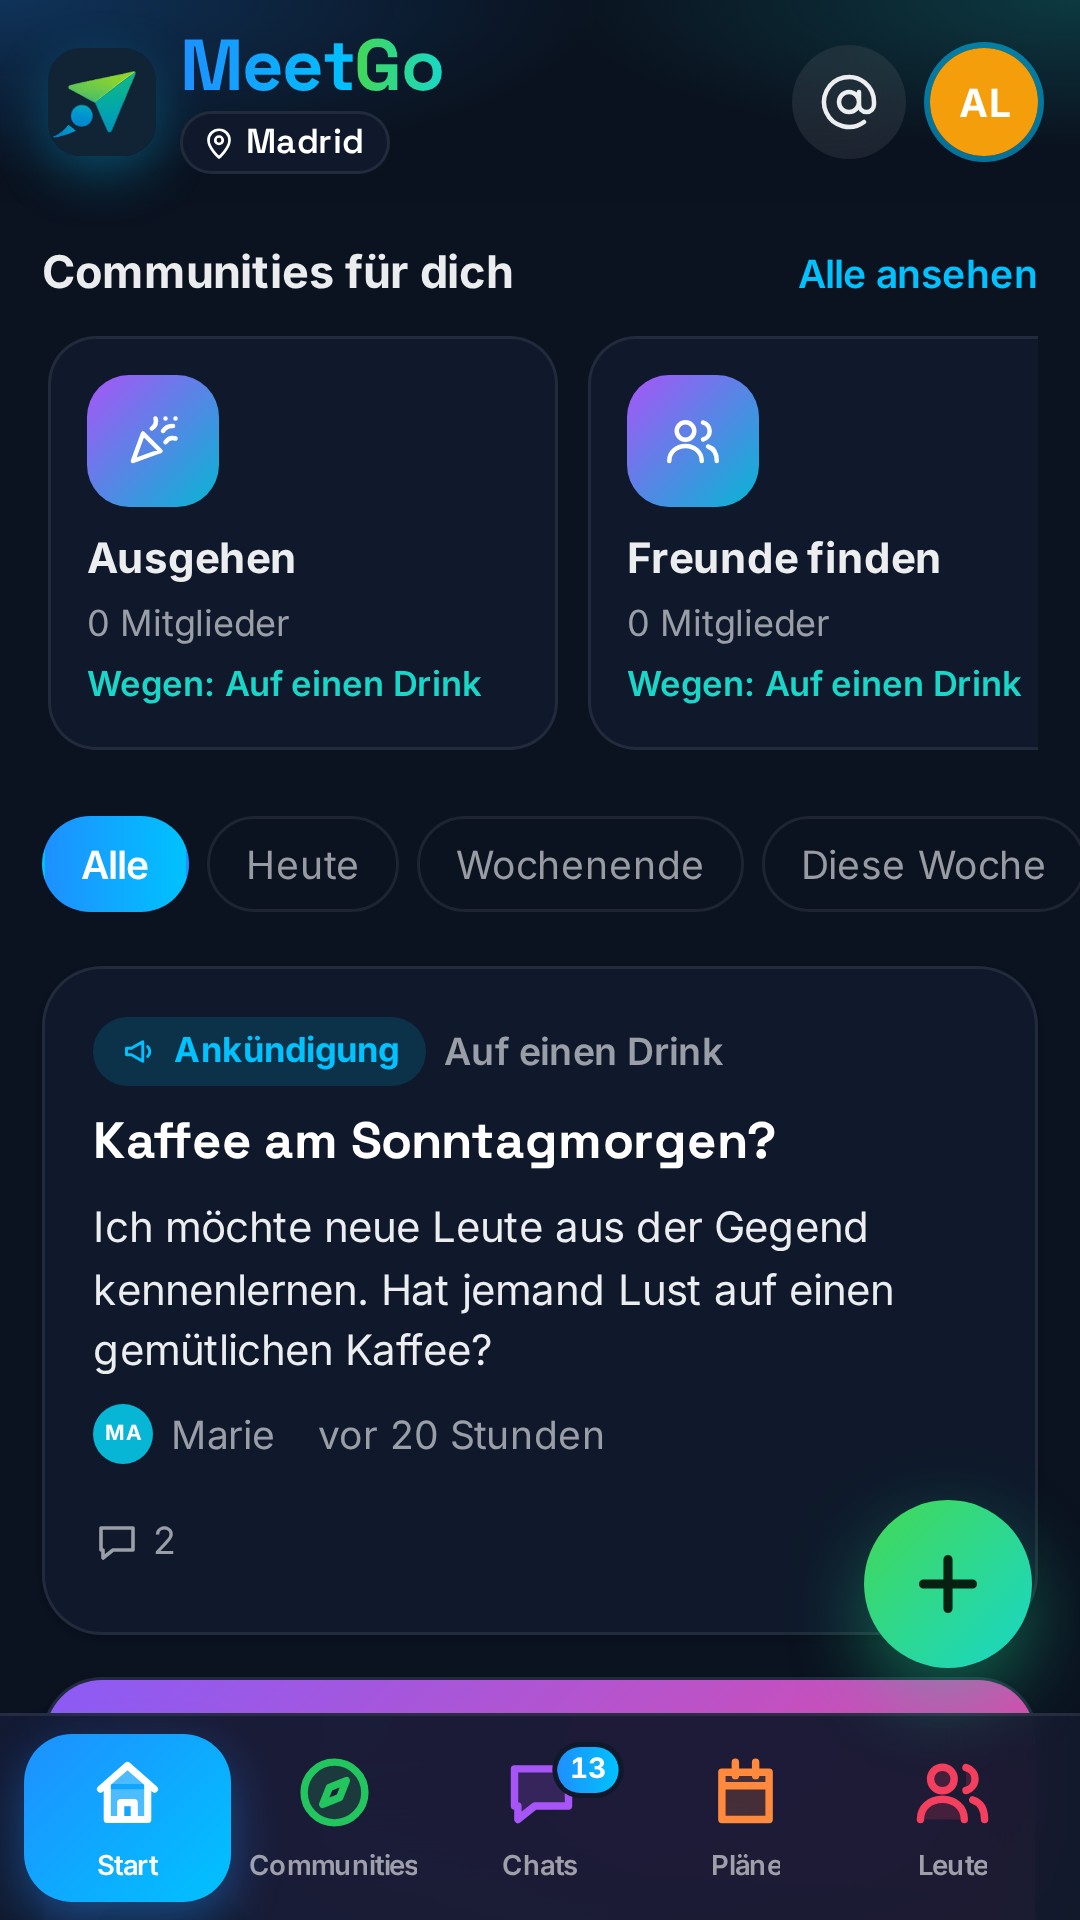 MeetGo
Madrid
@
AL
Communities für dich
Alle ansehen
Ausgehen
0 Mitglieder
Wegen: Auf einen Drink
Freunde finden
0 Mitglieder
Wegen: Auf einen Drink
Alle
Heute
Wochenende
Diese Woche
Ankündigung
Auf einen Drink
Kaffee am Sonntagmorgen?
Ich möchte neue Leute aus der Gegend
kennenlernen. Hat jemand Lust auf einen
gemütlichen Kaffee?
MA
Marie
vor 20 Stunden
2
13
Start
Communities
Chats
Pläne
Leute